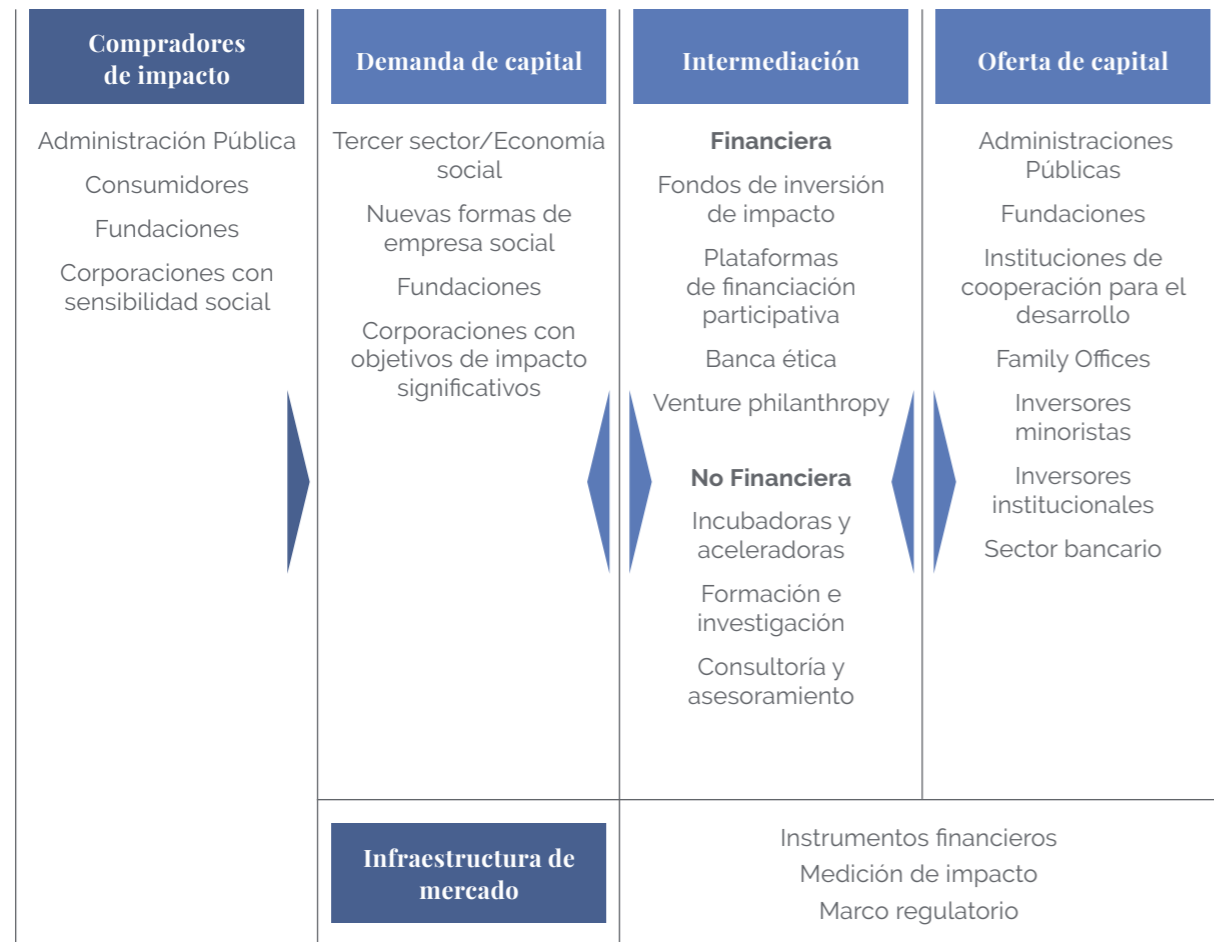 Compradores
de impacto
Administración Pública
Consumidores
Fundaciones
Corporaciones con
sensibilidad social
Demanda de capital
Tercer sector/Economía
social
Nuevas formas de
empresa social
Fundaciones
Corporaciones con
objetivos de impacto
significativos
Intermediación
Financiera
Fondos de inversión
de impacto
Plataformas
de financiación
participativa
Banca ética
Venture philanthropy
No Financiera
Incubadoras y
aceleradoras
Formación e
investigación
Consultoría y
asesoramiento
Oferta de capital
Administraciones
Públicas
Fundaciones
Instituciones de
cooperación para el
desarrollo
Family Offices
Inversores
minoristas
Inversores
institucionales
Sector bancario
Infraestructura de
mercado
Instrumentos financieros
Medición de impacto
Marco regulatorio